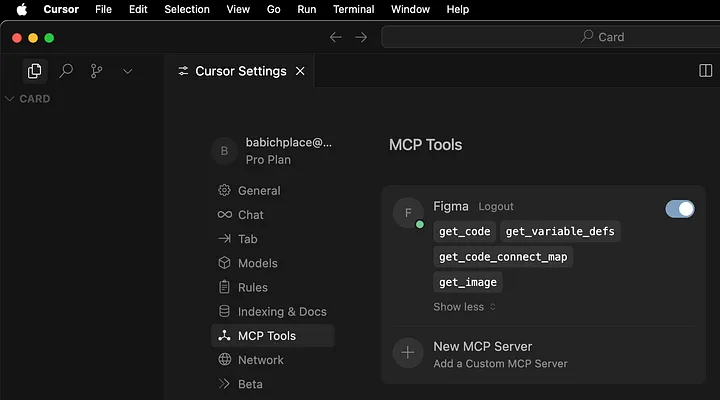 Cursor File Edit Selection View Go Run Terminal Window Help
Card
Cursor Settings
CARD
B
babichplace@...
Pro Plan
General
Chat
Tab
Models
Rules
Indexing & Docs
MCP Tools
Network
Beta
MCP Tools
F
Figma Logout
get_code get_variable_defs
get_code_connect_map
get_image
Show less
New MCP Server
Add a Custom MCP Server